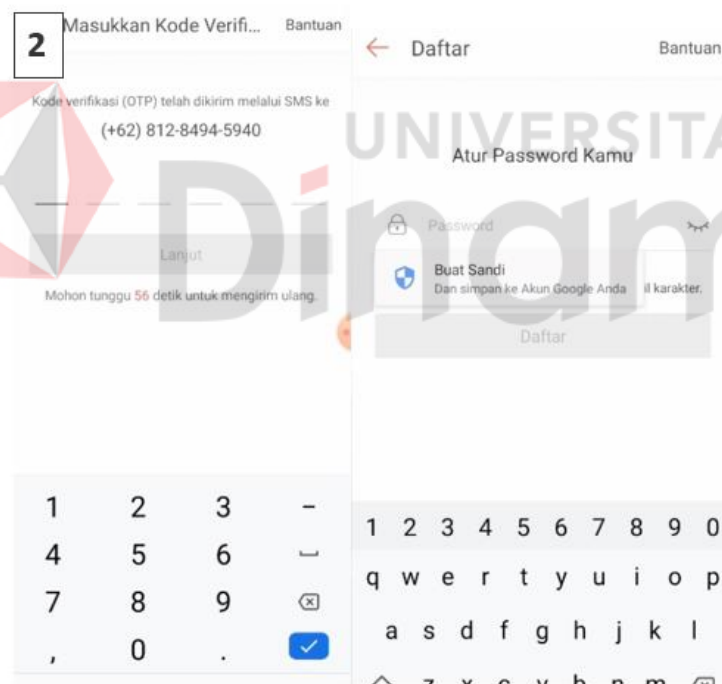 2
Masukkan Kode Verifi...
Bantuan
Kode verifikasi (OTP) telah dikirim melalui SMS ke
(+62) 812-8494-5940
Lanjut
Mohon tunggu 56 detik untuk mengirim ulang.
1 2 3 -
4 5 6
7 8 9
, 0 .
Daftar
Bantuan
Atur Password Kamu
Password
Buat Sandi
Dan simpan ke Akun Google Anda
karakter.
Daftar
1 2 3 4 5 6 7 8 9 0
q w e r t y u i o p
a s d f g h j k l
z x c v b n m
UNIVERSITA
Dinam